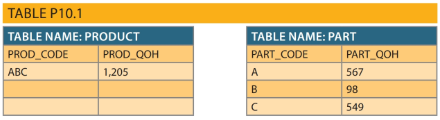 TABLE P10.1
TABLE NAME: PRODUCT
PROD_CODE PROD_QOH
ABC 1,205
TABLE NAME: PART
PART_CODE PART_QOH
A 567
B 98
C 549